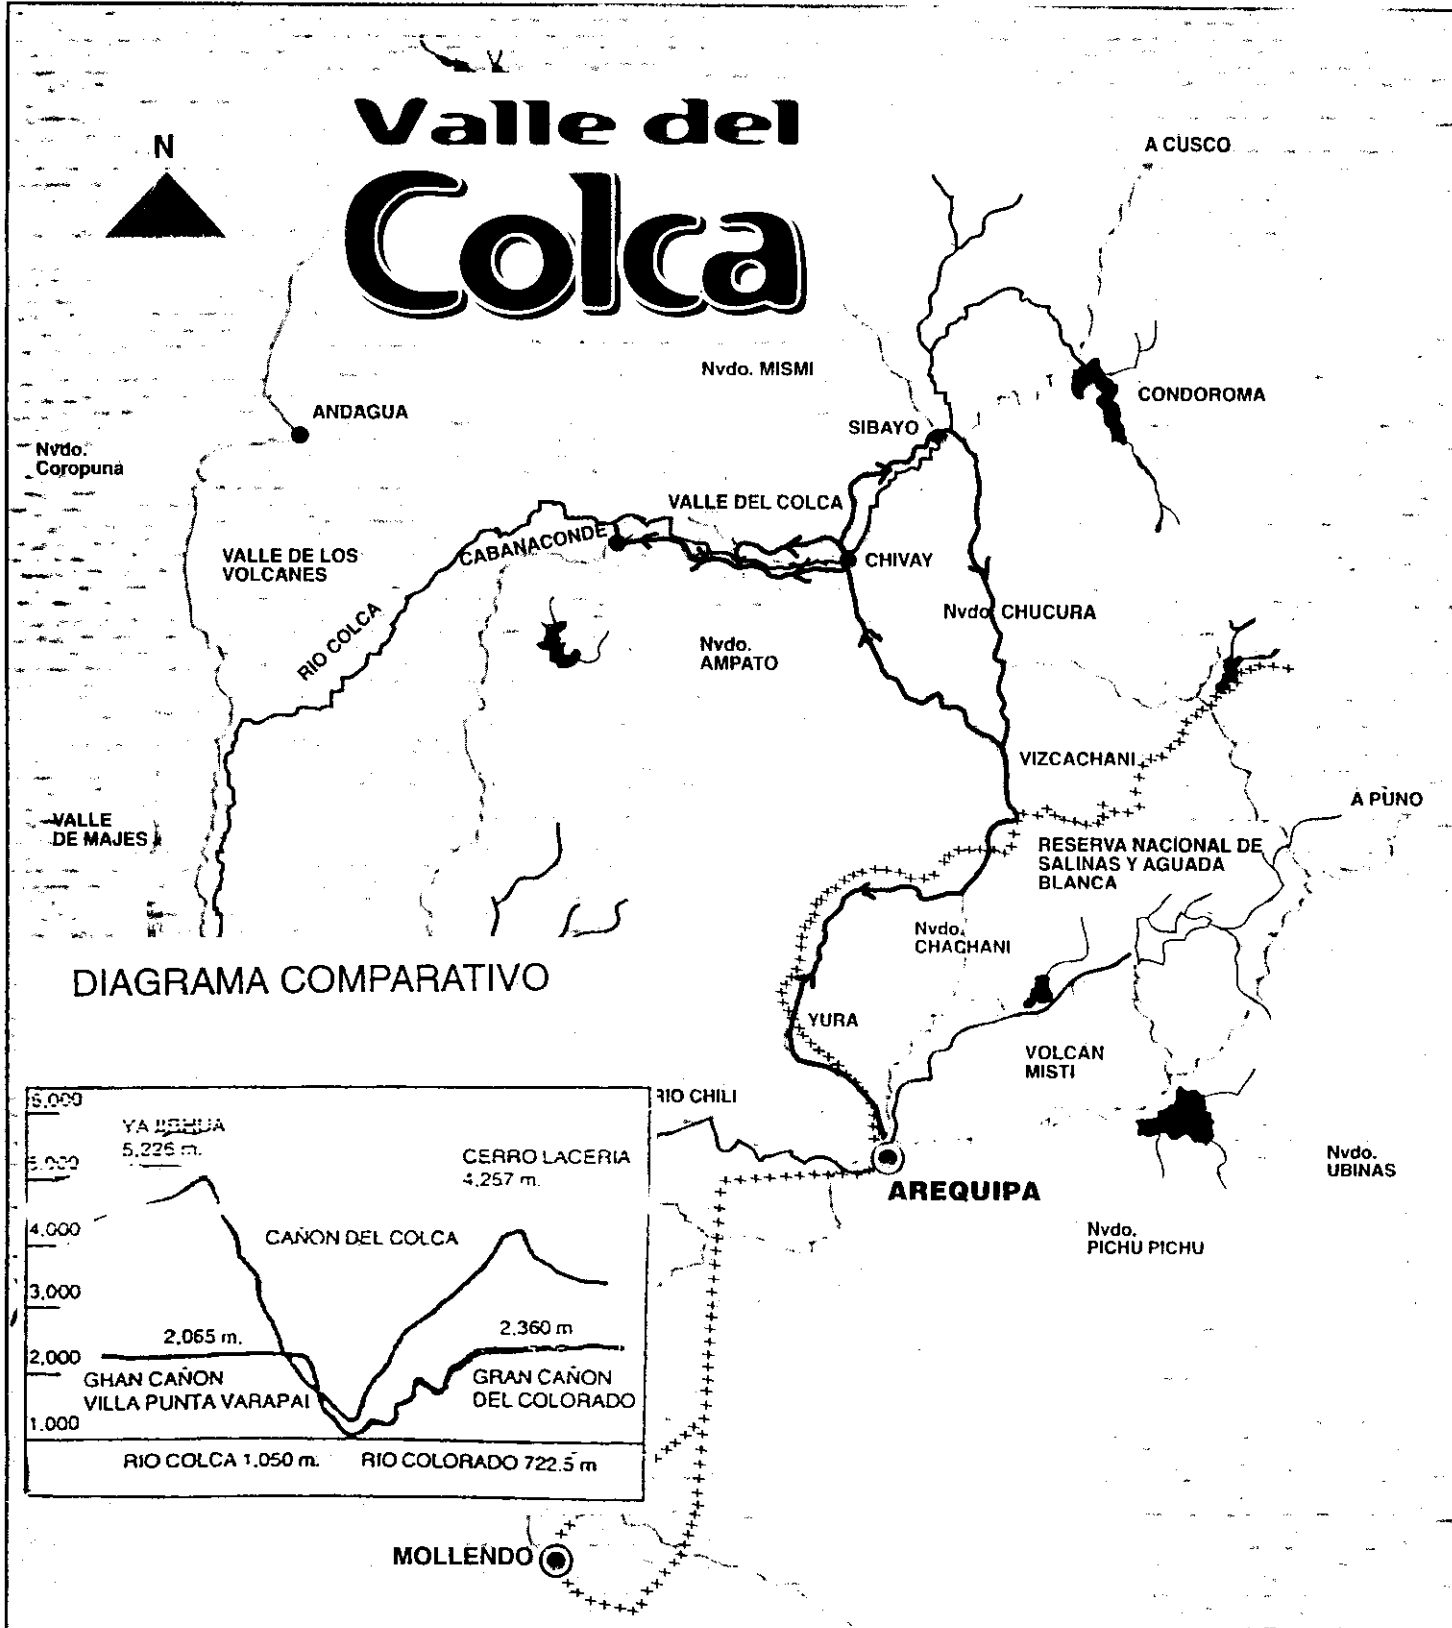 Valle del
Colca
N
A CUSCO
Nvdo. MISMI
CONDOROMA
ANDAGUA
SIBAYO
Nvdo.
Coropuna
VALLE DEL COLCA
CABANACONDE
VALLE DE LOS
VOLCANES
CHIVAY
RIO COLCA
Nvdo. CHUCURA
Nvdo.
AMPATO
VIZCACHANI
A PUNO
VALLE
DE MAJES
RESERVA NACIONAL DE
SALINAS Y AGUADA
BLANCA
Nvdo.
CHACHANI
DIAGRAMA COMPARATIVO
YURA
VOLCAN
MISTI
RIO CHILI
Nvdo.
UBINAS
AREQUIPA
Nvdo.
PICHU PICHU
6.000
5,226 m.
5.000
CERRO LACERIA
4,257 m.
4.000
CAÑON DEL COLCA
3,000
2,065 m.
2,360 m
2,000
GHAN CAÑON
VILLA PUNTA VARAPAI
GRAN CAÑON
DEL COLORADO
1.000
RIO COLCA 1.050 m.
RIO COLORADO 722.5 m
MOLLENDO